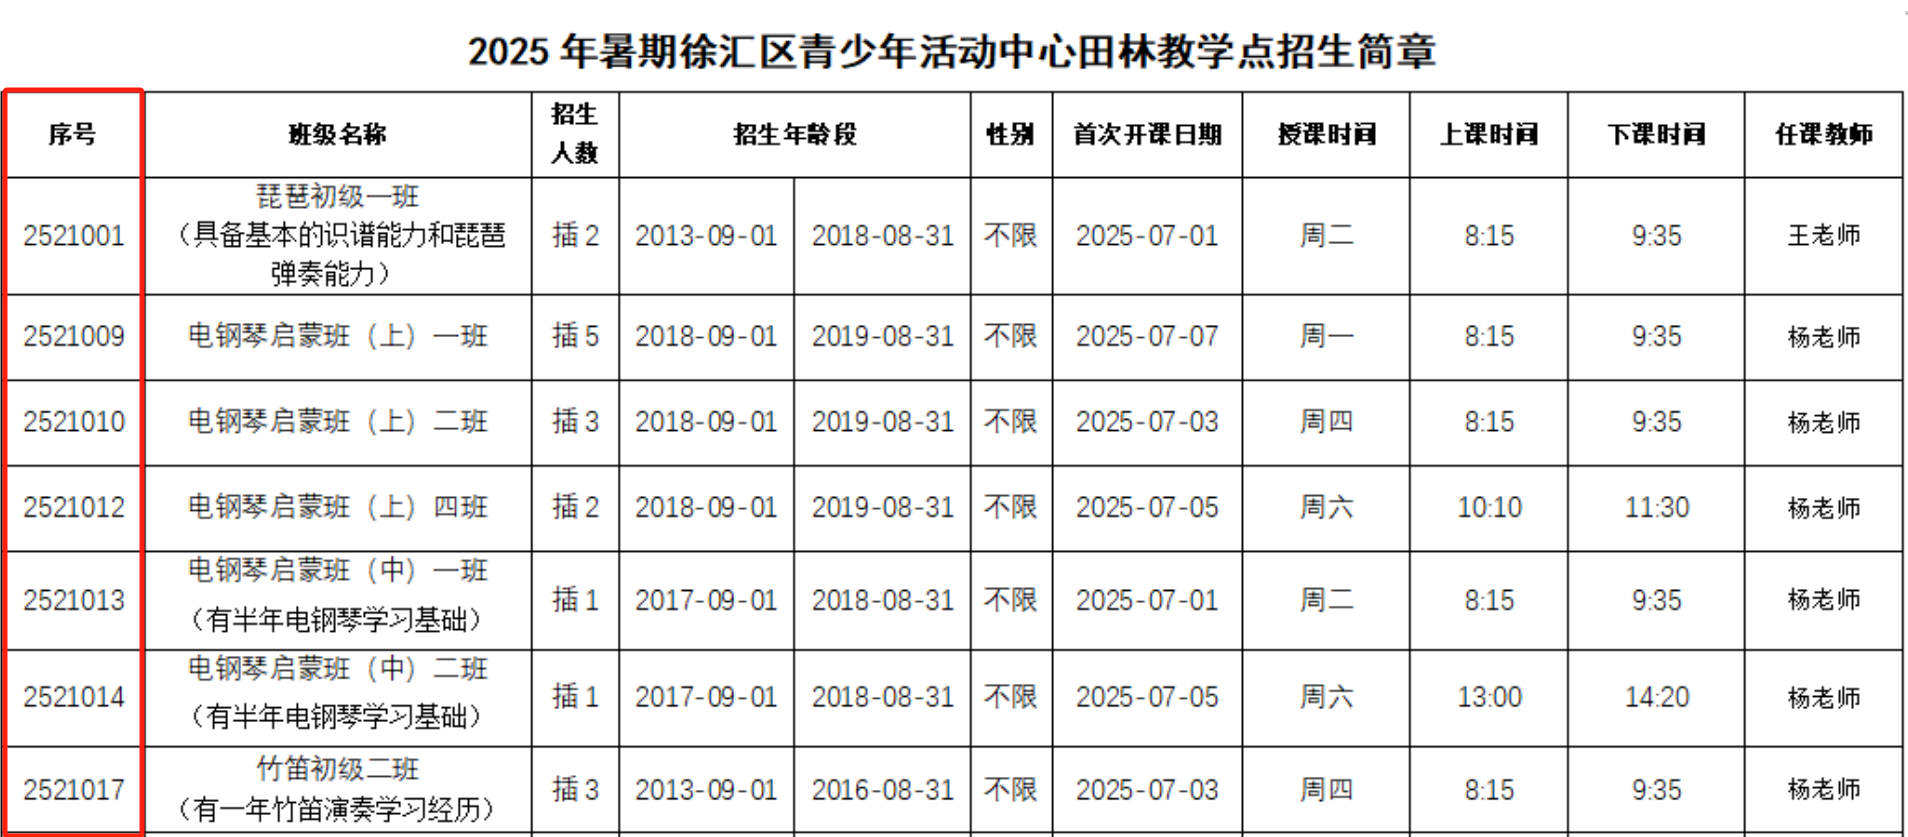 2025年暑期徐汇区青少年活动中心田林教学点招生简章
序号 班级名称 招生人数 招生年龄段 性别 首次开课日期 授课时间 上课时间 下课时间 任课教师
2521001 琵琶初级一班（具备基本的识谱能力和琵琶弹奏能力） 插2 2013-09-01 2018-08-31 不限 2025-07-01 周二 8:15 9:35 王老师
2521009 电钢琴启蒙班（上）一班 插5 2018-09-01 2019-08-31 不限 2025-07-07 周一 8:15 9:35 杨老师
2521010 电钢琴启蒙班（上）二班 插3 2018-09-01 2019-08-31 不限 2025-07-03 周四 8:15 9:35 杨老师
2521012 电钢琴启蒙班（上）四班 插2 2018-09-01 2019-08-31 不限 2025-07-05 周六 10:10 11:30 杨老师
2521013 电钢琴启蒙班（中）一班（有半年电钢琴学习基础） 插1 2017-09-01 2018-08-31 不限 2025-07-01 周二 8:15 9:35 杨老师
2521014 电钢琴启蒙班（中）二班（有半年电钢琴学习基础） 插1 2017-09-01 2018-08-31 不限 2025-07-05 周六 13:00 14:20 杨老师
2521017 竹笛初级二班（有一年竹笛演奏学习经历） 插3 2013-09-01 2016-08-31 不限 2025-07-03 周四 8:15 9:35 杨老师